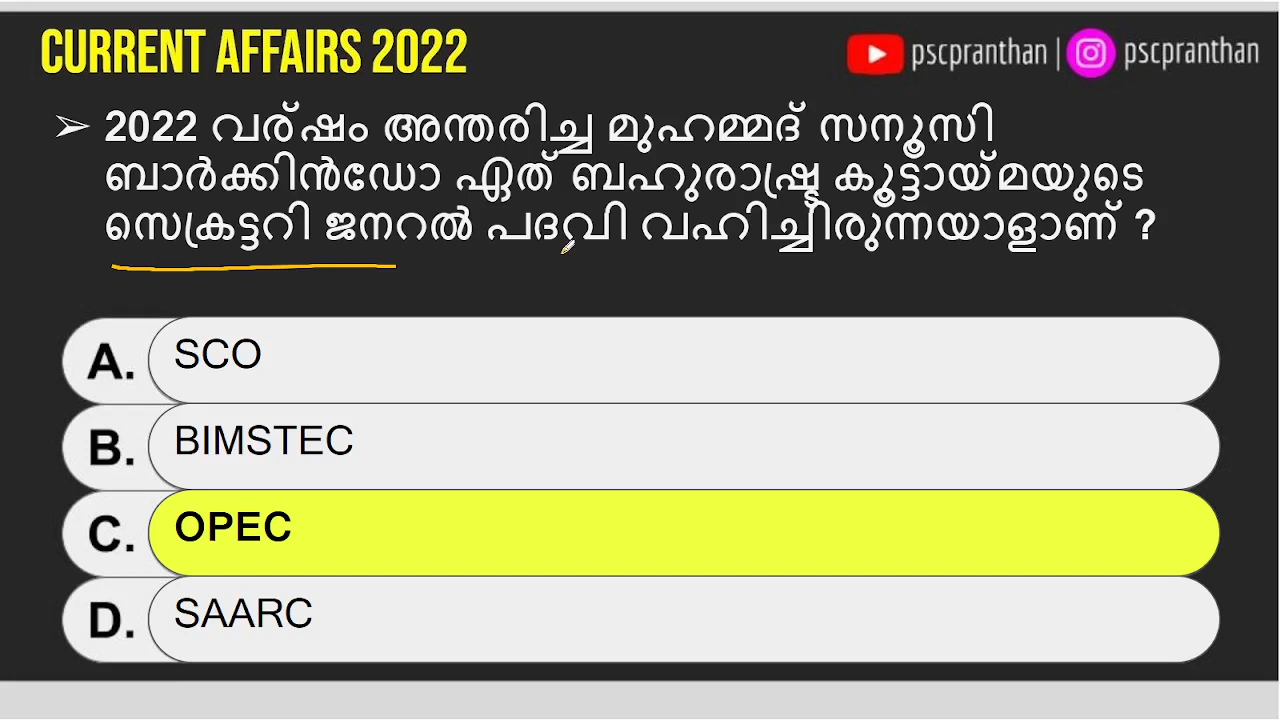 CURRENT AFFAIRS 2022
pscpranthan | pscpranthan
➢ 2022 വര്ഷം അന്തരിച്ച മുഹമ്മദ് സനൂസി
ബാർക്കിൻഡോ ഏത് ബഹുരാഷ്ട്ര കൂട്ടായ്മയുടെ
സെക്രട്ടറി ജനറൽ പദവി വഹിച്ചിരുന്നയാളാണ് ?
A. SCO
B. BIMSTEC
C. OPEC
D. SAARC